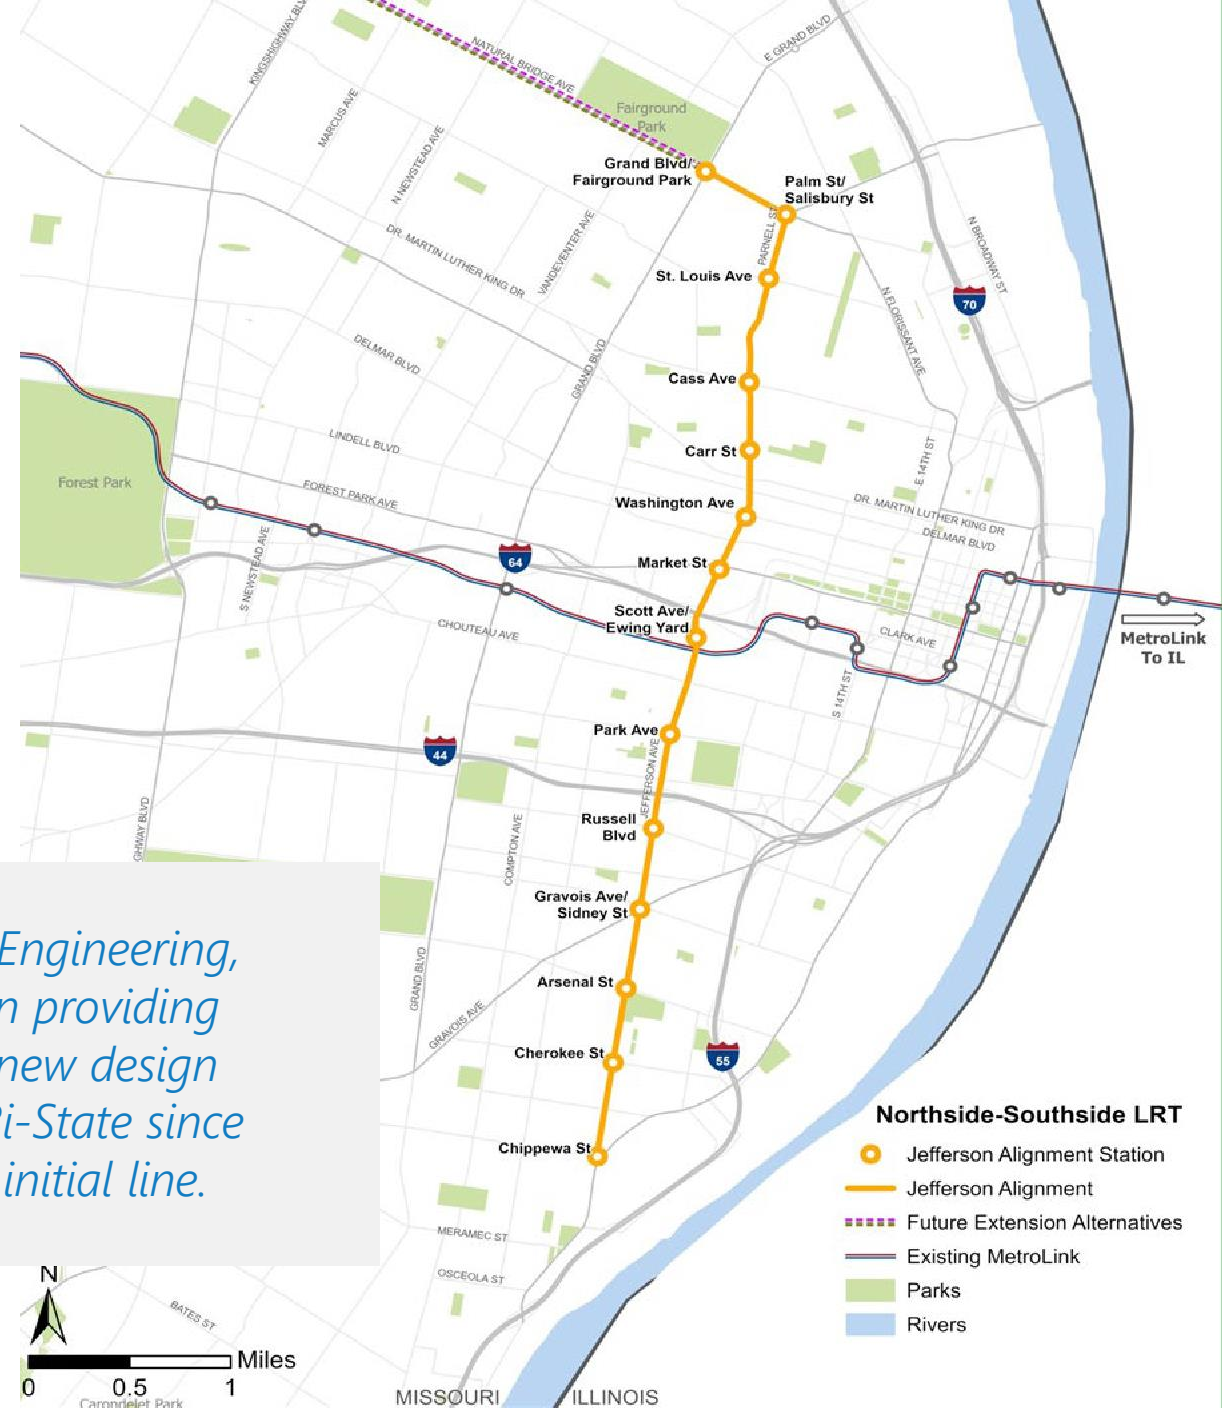 KINGSHIGHWAY BLV
NATURAL BRIDGE AVE
E GRAND BLVD
MARCUS AVE
N NEWSTEAD AVE
Fairground
Park
Grand Blvd/
Fairground Park
Palm St/
Salisbury St
PARNELL ST
N BROADWAY ST
VANDEVENTER AVE
DR. MARTIN LUTHER KING DR
St. Louis Ave
70
N FLORISSANT AVE
DELMAR BLVD
GRAND BLVD
Cass Ave
LINDELL BLVD
Carr St
E 14TH ST
Forest Park
FOREST PARK AVE
Washington Ave
DR. MARTIN LUTHER KING DR
DELMAR BLVD
S NEWSTEAD AVE
64
Market St
Scott Ave/
Ewing Yard
CHOUTEAU AVE
CLARK AVE
MetroLink
To IL
S 14TH ST
Park Ave
44
JEFFERSON AVE
Russell
Blvd
GHWAY BLVD
COMPTON AVE
Gravois Ave/
Sidney St
Engineering,
n providing
new design
Bi-State since
initial line.
GRAND BLVD
Arsenal St
GRAVOIS AVE
Cherokee St
55
Chippewa St
Northside-Southside LRT
Jefferson Alignment Station
Jefferson Alignment
Future Extension Alternatives
Existing MetroLink
Parks
Rivers
MERAMEC ST
OSCEOLA ST
N
BATES ST
Miles
0 0.5 1
Carondelet Park
MISSOURI ILLINOIS